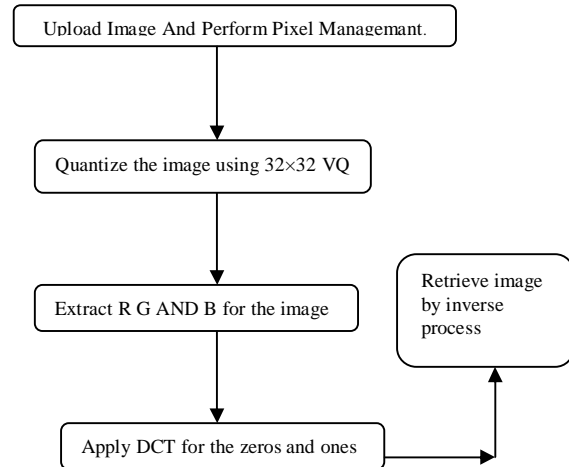 Upload Image And Perform Pixel Managemant.
Quantize the image using 32×32 VQ
Extract R G AND B for the image
Retrieve image
by inverse
process
Apply DCT for the zeros and ones